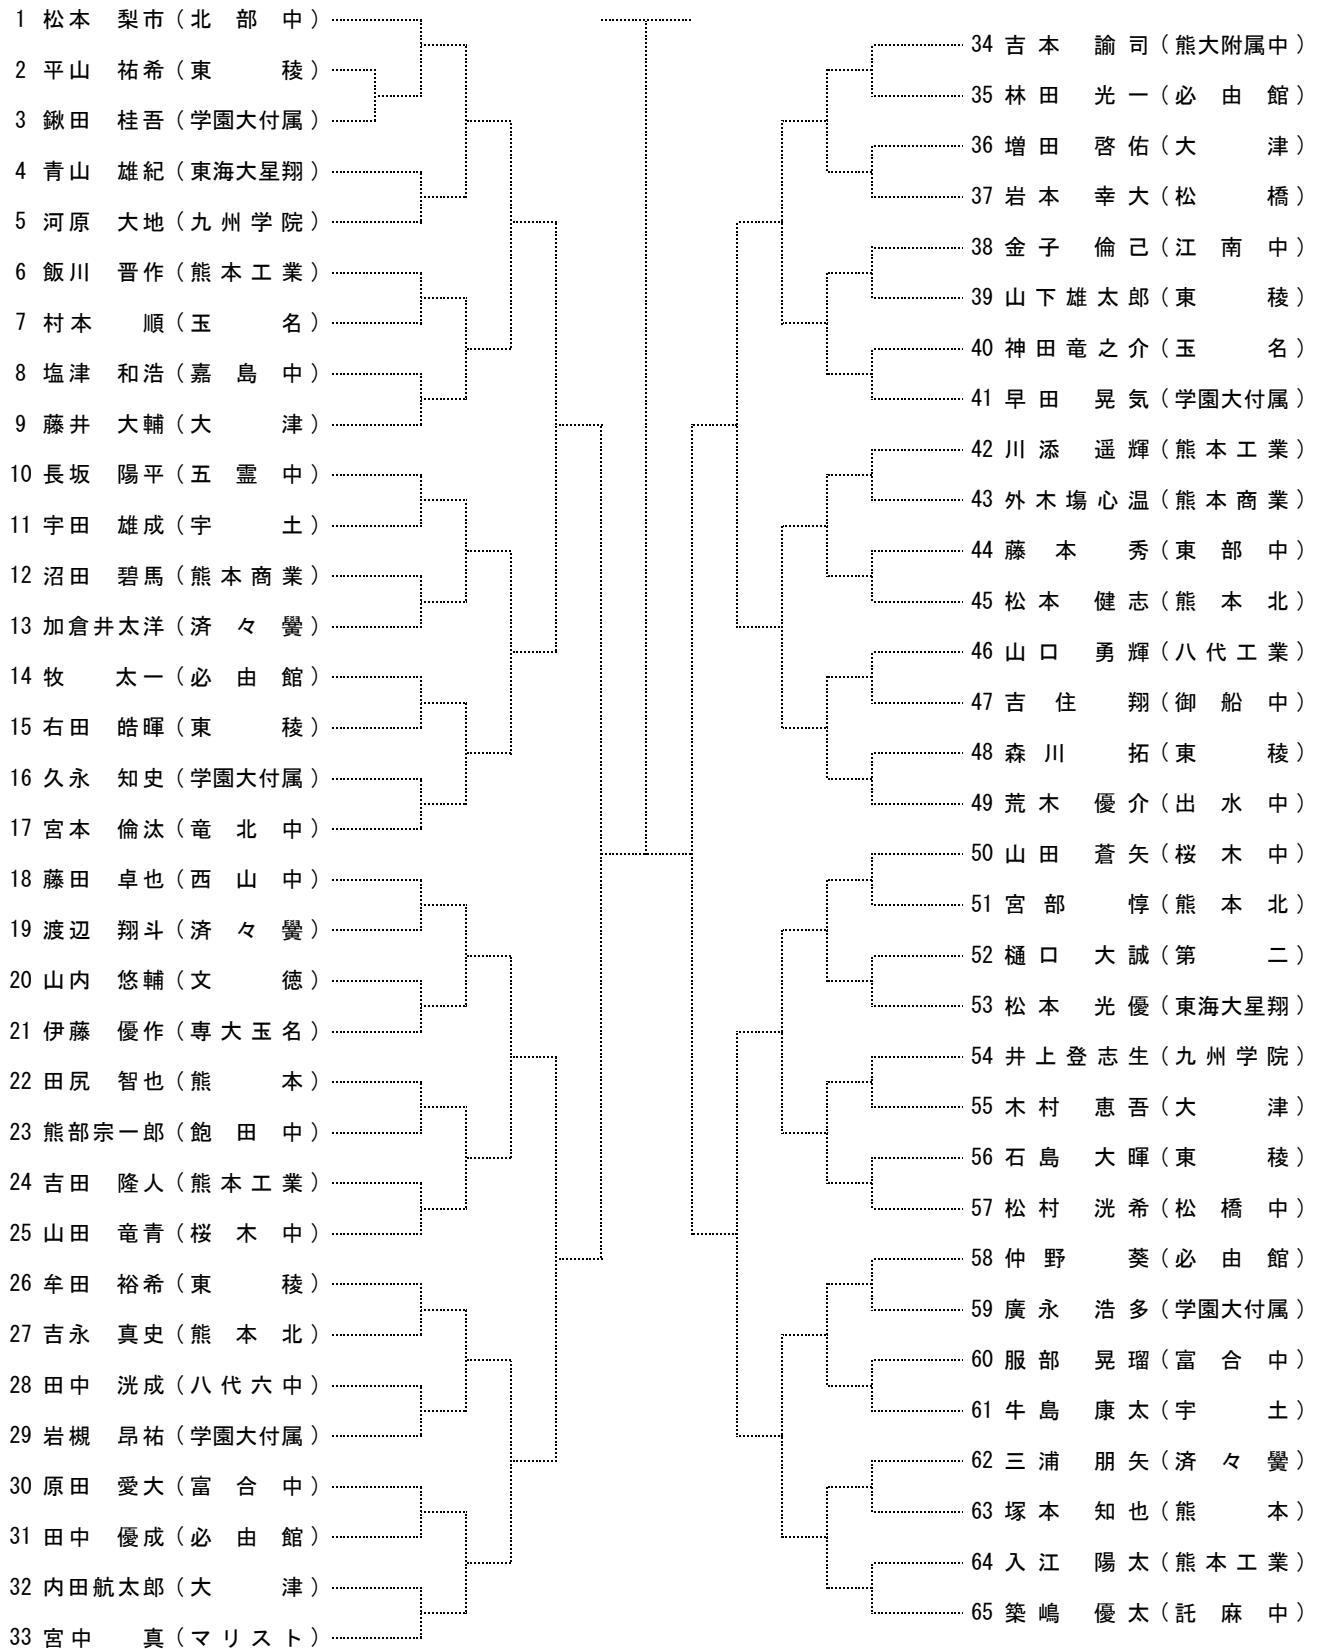 1 松本 梨市（北部中）
2 平山 祐希（東稜）
3 鍬田 桂吾（学園大付属）
4 青山 雄紀（東海大星翔）
5 河原 大地（九州学院）
6 飯川 晋作（熊本工業）
7 村本 順（玉名）
8 塩津 和浩（嘉島中）
9 藤井 大輔（大津）
10 長坂 陽平（五霊中）
11 宇田 雄成（宇土）
12 沼田 碧馬（熊本商業）
13 加倉井太洋（済々黌）
14 牧 太一（必由館）
15 右田 皓暉（東稜）
16 久永 知史（学園大付属）
17 宮本 倫汰（竜北中）
18 藤田 卓也（西山中）
19 渡辺 翔斗（済々黌）
20 山内 悠輔（文徳）
21 伊藤 優作（専大玉名）
22 田尻 智也（熊本）
23 熊部宗一郎（飽田中）
24 吉田 隆人（熊本工業）
25 山田 竜青（桜木中）
26 牟田 裕希（東稜）
27 吉永 真史（熊本北）
28 田中 洸成（八代六中）
29 岩槻 昂祐（学園大付属）
30 原田 愛大（富合中）
31 田中 優成（必由館）
32 内田航太郎（大津）
33 宮中 真（マリスト）
34 吉本 諭司（熊大附属中）
35 林田 光一（必由館）
36 増田 啓佑（大津）
37 岩本 幸大（松橋）
38 金子 倫己（江南中）
39 山下雄太郎（東稜）
40 神田竜之介（玉名）
41 早田 晃気（学園大付属）
42 川添 遥輝（熊本工業）
43 外木場心温（熊本商業）
44 藤本 秀（東部中）
45 松本 健志（熊本北）
46 山口 勇輝（八代工業）
47 吉住 翔（御船中）
48 森川 拓（東稜）
49 荒木 優介（出水中）
50 山田 蒼矢（桜木中）
51 宮部 惇（熊本北）
52 樋口 大誠（第二）
53 松本 光優（東海大星翔）
54 井上登志生（九州学院）
55 木村 恵吾（大津）
56 石島 大暉（東稜）
57 松村 洸希（松橋中）
58 仲野 葵（必由館）
59 廣永 浩多（学園大付属）
60 服部 晃瑠（富合中）
61 牛島 康太（宇土）
62 三浦 朋矢（済々黌）
63 塚本 知也（熊本）
64 入江 陽太（熊本工業）
65 築嶋 優太（託麻中）